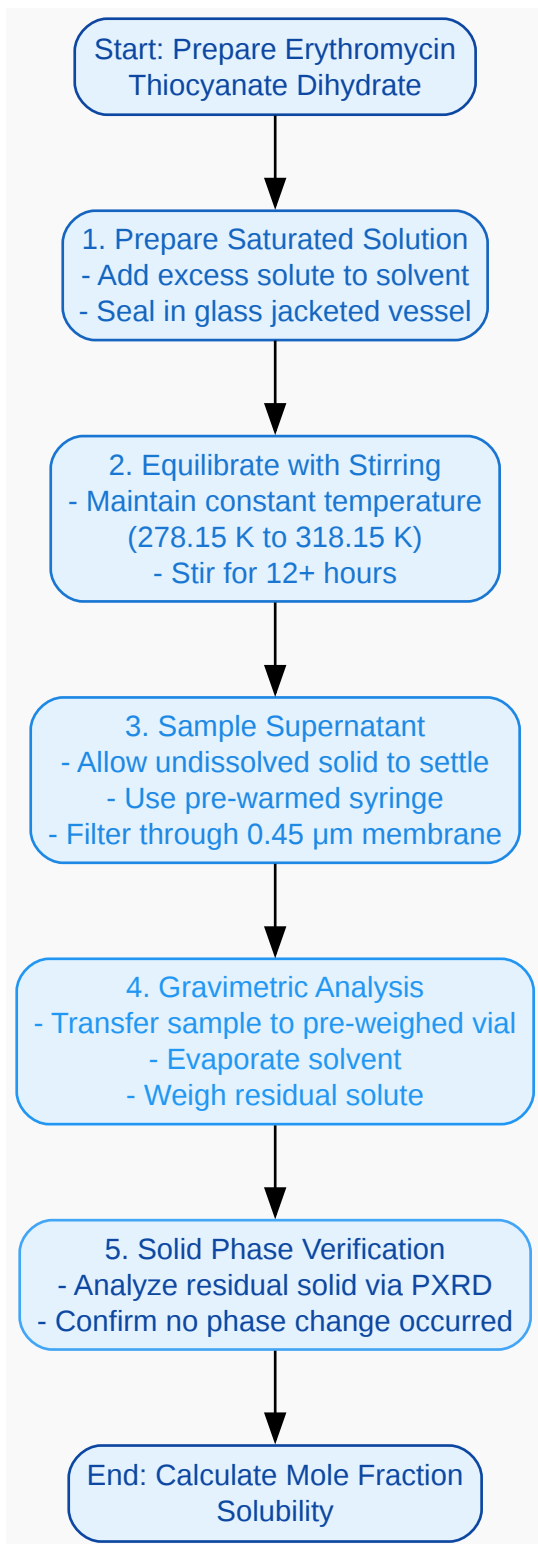 Start: Prepare Erythromycin
Thiocyanate Dihydrate
1. Prepare Saturated Solution
- Add excess solute to solvent
- Seal in glass jacketed vessel
2. Equilibrate with Stirring
- Maintain constant temperature
(278.15 K to 318.15 K)
- Stir for 12+ hours
3. Sample Supernatant
- Allow undissolved solid to settle
- Use pre-warmed syringe
- Filter through 0.45 μm membrane
4. Gravimetric Analysis
- Transfer sample to pre-weighed vial
- Evaporate solvent
- Weigh residual solute
5. Solid Phase Verification
- Analyze residual solid via PXRD
- Confirm no phase change occurred
End: Calculate Mole Fraction
Solubility